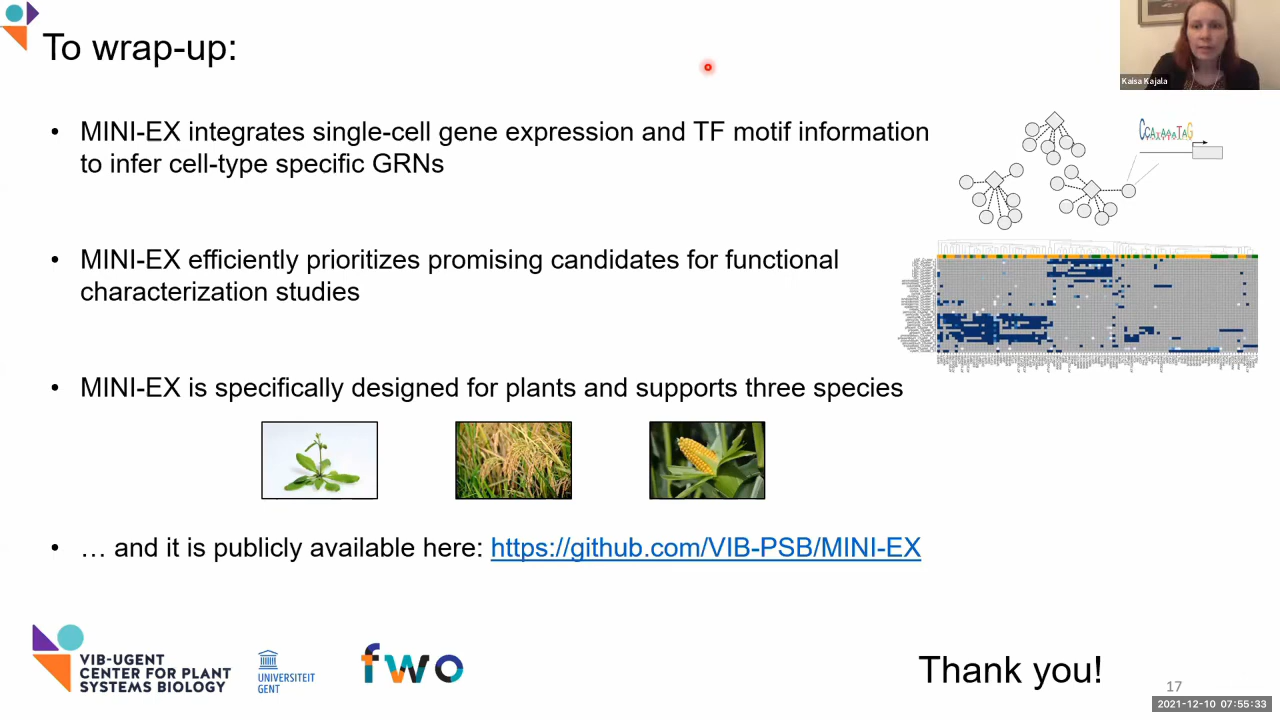 To wrap-up:
Kaisa Kajala
• MINI-EX integrates single-cell gene expression and TF motif information
to infer cell-type specific GRNs
• MINI-EX efficiently prioritizes promising candidates for functional
characterization studies
• MINI-EX is specifically designed for plants and supports three species
• … and it is publicly available here: https://github.com/VIB-PSB/MINI-EX
VIB-UGENT
CENTER FOR PLANT
SYSTEMS BIOLOGY
UNIVERSITEIT
GENT
fwo
Thank you!
17
2021-12-10 07:55:33